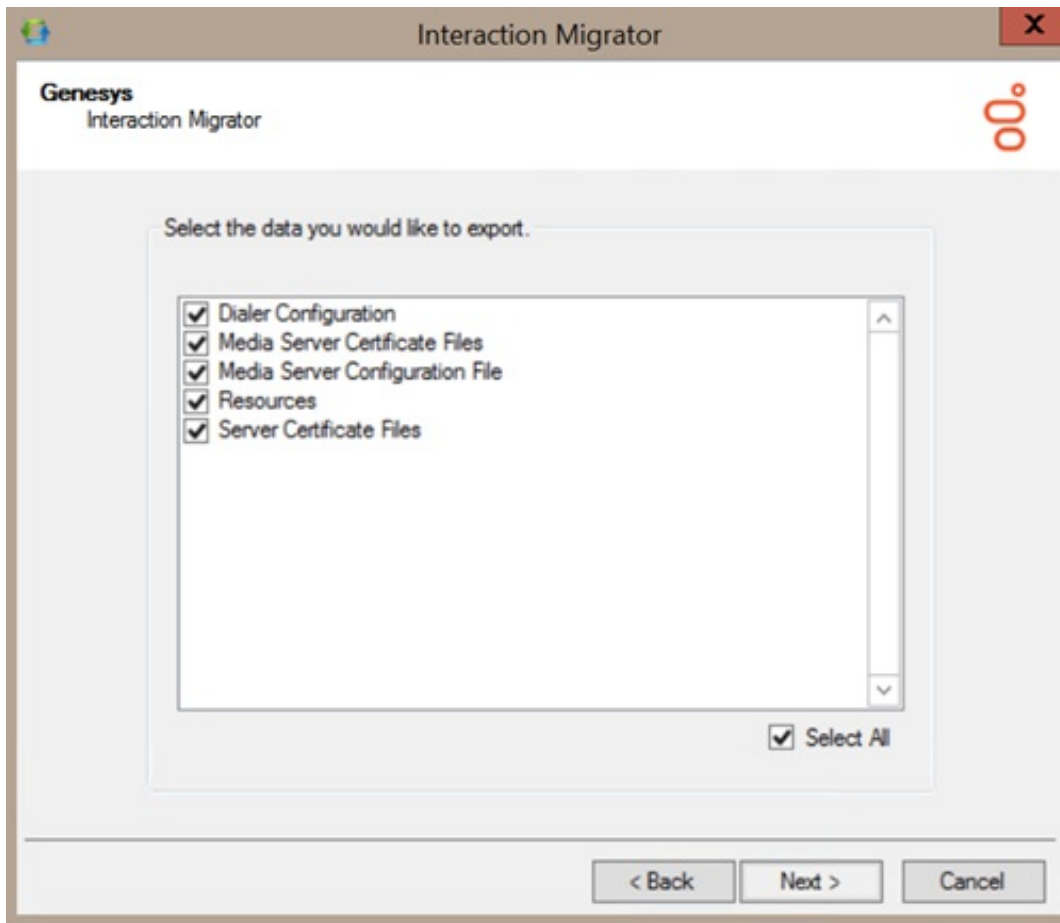 Interaction Migrator
X
Genesys
Interaction Migrator
Select the data you would like to export.
Dialer Configuration
Media Server Certificate Files
Media Server Configuration File
Resources
Server Certificate Files
Select All
< Back
Next >
Cancel